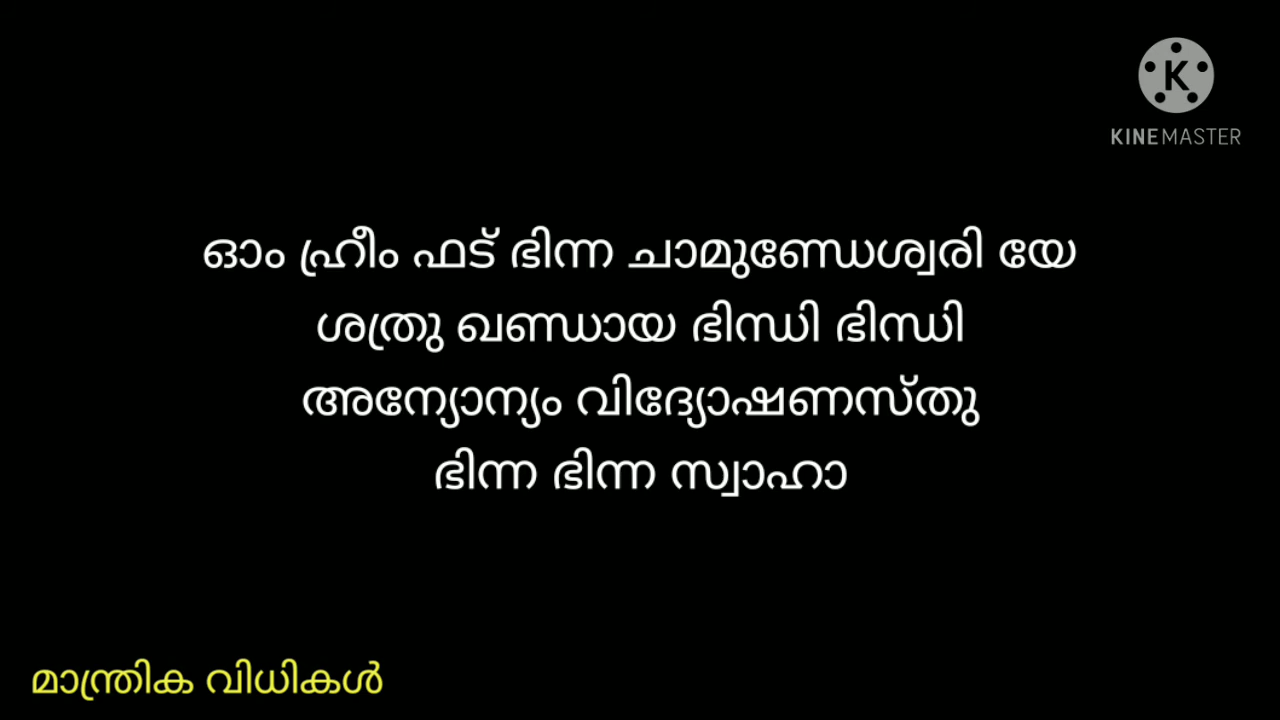 K
KINEMASTER
ഓം ഹ്രീം ഫട് ഭിന്ന ചാമുണ്ഡേശ്വരി യേ
ശത്രു ഖണ്ഡായ ഭിന്ധി ഭിന്ധി
അന്യോന്യം വിദ്യോഷണസ്തു
ഭിന്ന ഭിന്ന സ്വാഹാ
മാന്ത്രിക വിധികൾ